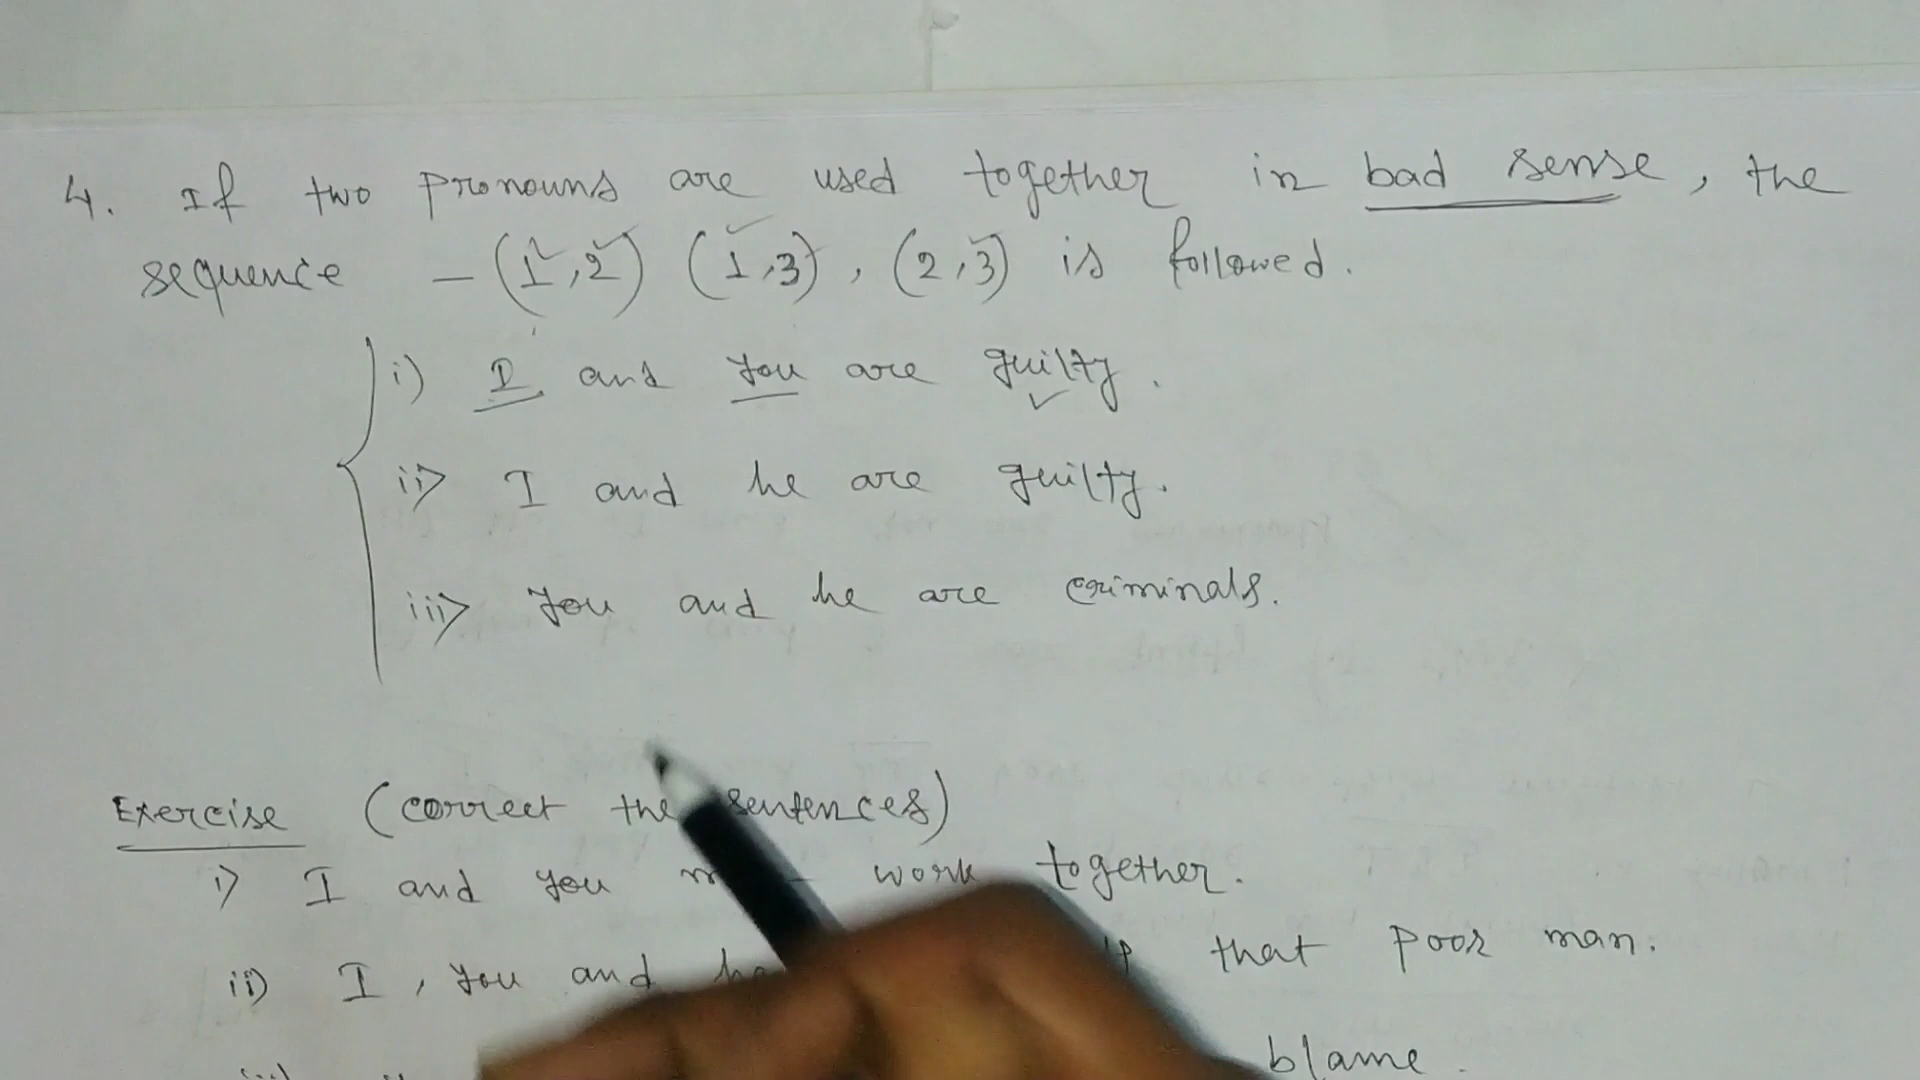 4. If two pronouns are used together in bad sense, the
sequence - (1,2) (1,3), (2,3) is followed.
i) I and you are guilty.
ii) I and he are guilty.
iii) You and he are criminals.
Exercise (correct the sentences)
i) I and you work together.
ii) I, you and that poor man.
blame.